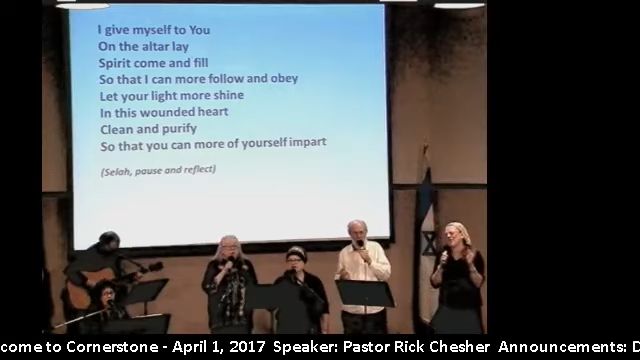 I give myself to You
On the altar lay
Spirit come and fill
So that I can more follow and obey
Let your light more shine
In this wounded heart
Clean and purify
So that you can more of yourself impart
(Selah, pause and reflect)
come to Cornerstone - April 1, 2017 Speaker: Pastor Rick Chesher Announcements: D